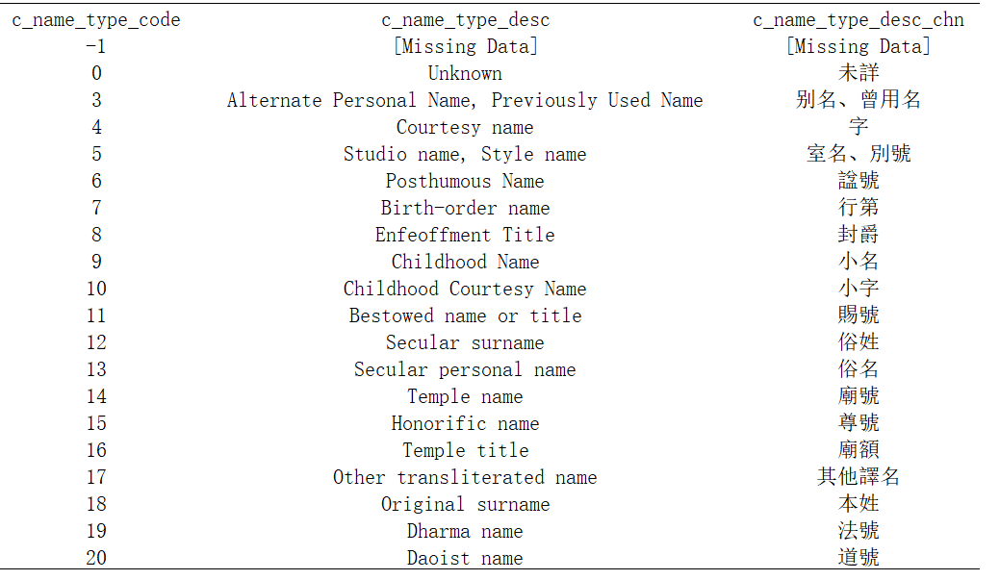 c_name_type_code c_name_type_desc c_name_type_desc_chn
-1 [Missing Data] [Missing Data]
0 Unknown 未詳
3 Alternate Personal Name, Previously Used Name 别名、曾用名
4 Courtesy name 字
5 Studio name, Style name 室名、別號
6 Posthumous Name 諡號
7 Birth-order name 行第
8 Enfeoffment Title 封爵
9 Childhood Name 小名
10 Childhood Courtesy Name 小字
11 Bestowed name or title 賜號
12 Secular surname 俗姓
13 Secular personal name 俗名
14 Temple name 廟號
15 Honorific name 尊號
16 Temple title 廟額
17 Other transliterated name 其他譯名
18 Original surname 本姓
19 Dharma name 法號
20 Daoist name 道號